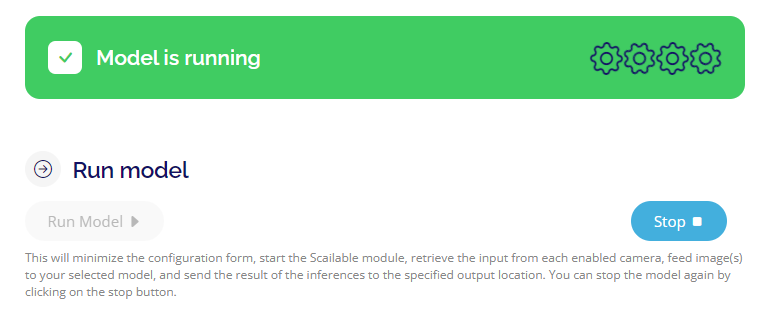 Model is running
Run model
Run Model
Stop
This will minimize the configuration form, start the Scailable module, retrieve the input from each enabled camera, feed image(s)
to your selected model, and send the result of the inferences to the specified output location. You can stop the model again by
clicking on the stop button.